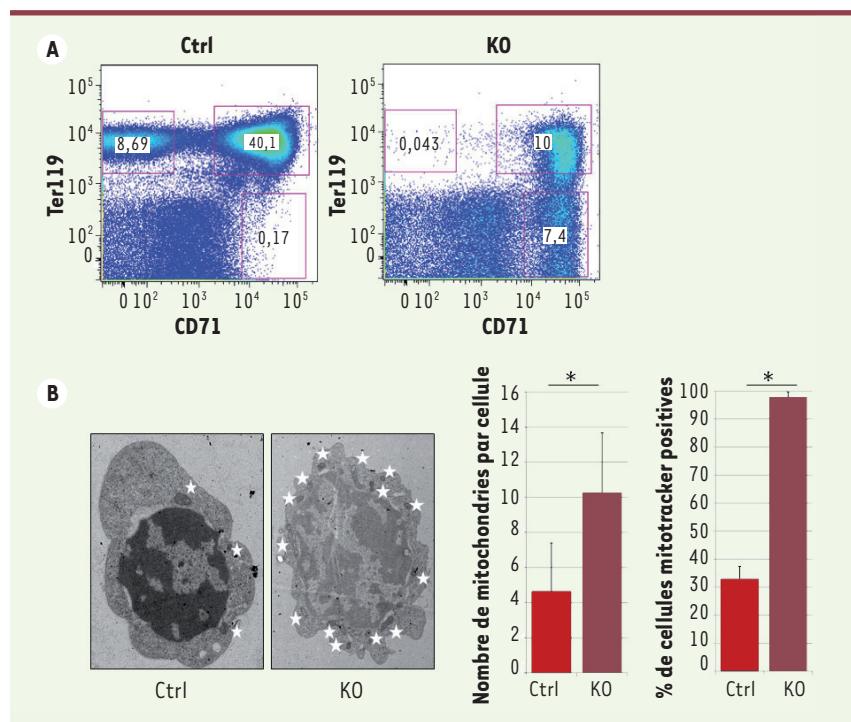 A
Ctrl
KO
10⁵
10⁴
10³
10²
0
Ter119
8,69
40,1
0,17
0 10² 10³ 10⁴ 10⁵
CD71
10⁵
10⁴
10³
10²
0
Ter119
0,043
10
7,4
0 10² 10³ 10⁴ 10⁵
CD71
B
Ctrl
KO
Nombre de mitochondries par cellule
16
14
12
10
8
6
4
2
0
*
Ctrl
KO
% de cellules mitotracker positives
100
90
80
70
60
50
40
30
20
10
0
*
Ctrl
KO